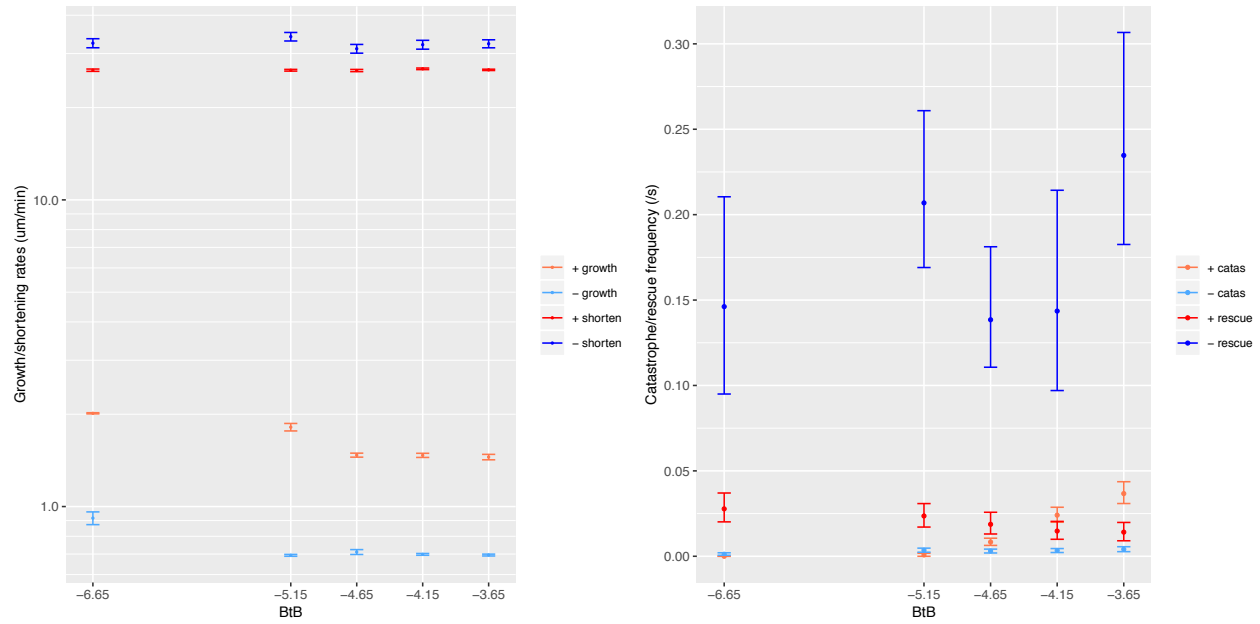 Growth/shortening rates (um/min)
10.0
1.0
−6.65
−5.15
−4.65
−4.15
−3.65
BtB
+ growth
− growth
+ shorten
− shorten
Catastrophe/rescue frequency (/s)
0.30
0.25
0.20
0.15
0.10
0.05
0.00
−6.65
−5.15
−4.65
−4.15
−3.65
BtB
+ catas
− catas
+ rescue
− rescue